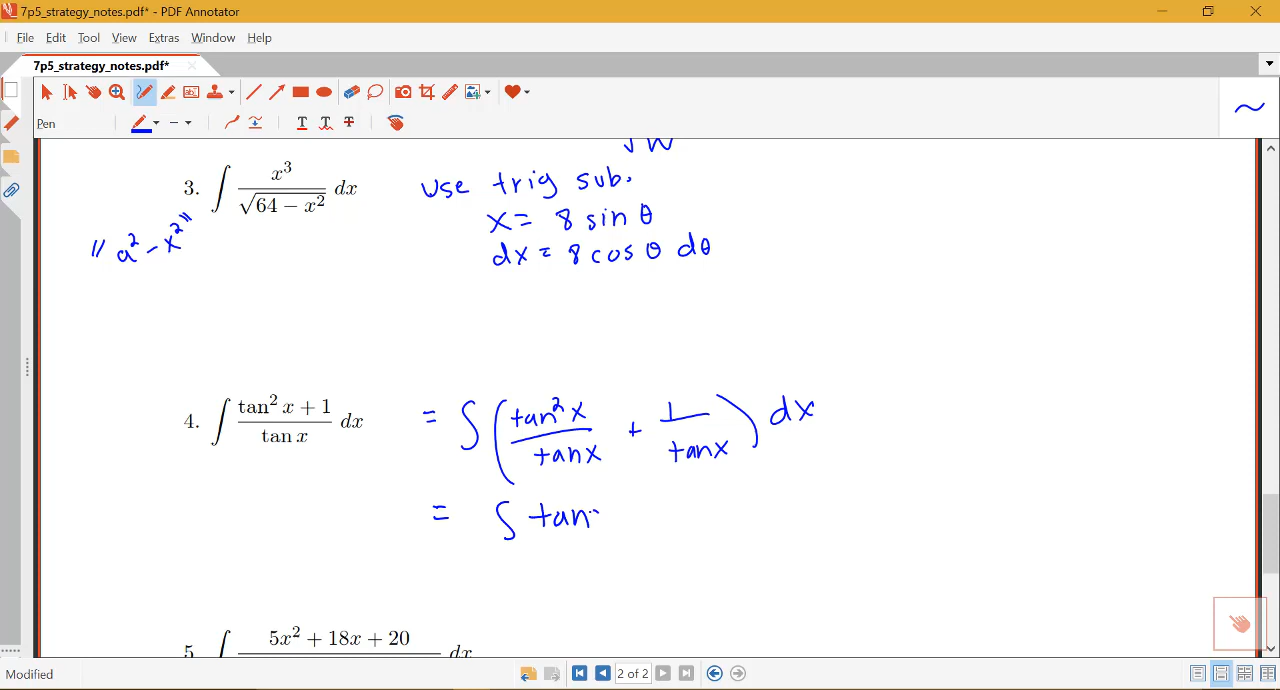 7p5_strategy_notes.pdf* - PDF Annotator
File Edit Tool View Extras Window Help
7p5_strategy_notes.pdf*
Pen
3. ∫ x³/√(64 − x²) dx
use trig sub.
x = 8 sin θ
"a² − x²"
dx = 8 cos θ dθ
4. ∫ (tan² x + 1)/(tan x) dx = ∫ (tan² x/tan x + 1/tan x) dx
= ∫ tan
5 ∫ 5x² + 18x + 20 dx
Modified
2 of 2